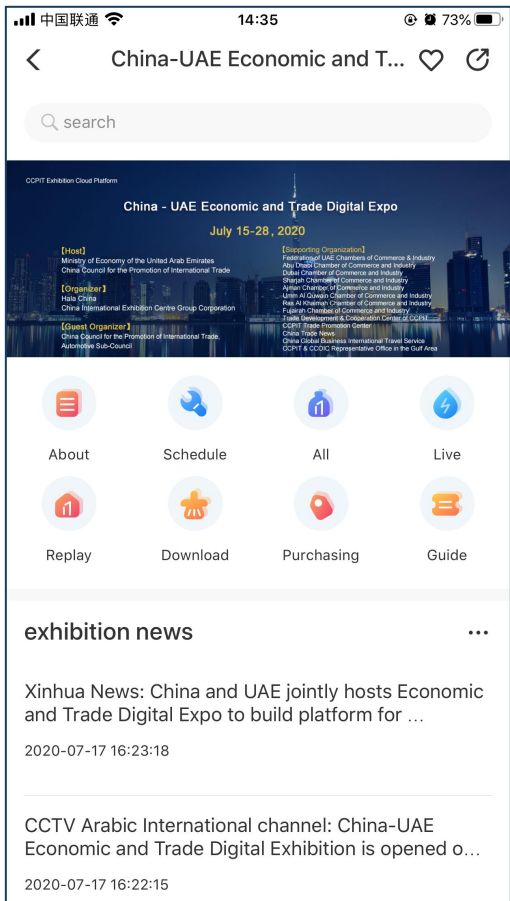 中国联通 14:35 73%
China-UAE Economic and T...
search
CCPIT Exhibition Cloud Platform
China - UAE Economic and Trade Digital Expo
July 15-28, 2020
【Host】
Ministry of Economy of the United Arab Emirates
China Council for the Promotion of International Trade
【Organizer】
Hala China
China International Exhibition Centre Group Corporation
【Guest Organizer】
China Council for the Promotion of International Trade,
Automotive Sub-Council
【Supporting Organization】
Federation of UAE Chambers of Commerce & Industry
Abu Dhabi Chamber of Commerce and Industry
Dubai Chamber of Commerce and Industry
Sharjah Chamber of Commerce and Industry
Ajman Chamber of Commerce and Industry
Umm Al Quwain Chamber of Commerce and Industry
Ras Al Khaimah Chamber of Commerce and Industry
Fujairah Chamber of Commerce and Industry
Trade Development & Cooperation Center of CCPIT
CCPIT Trade Promotion Center
China Trade News
China Global Business International Travel Service
CCPIT & CCOIC Representative Office in the Gulf Area
About Schedule All Live
Replay Download Purchasing Guide
exhibition news
Xinhua News: China and UAE jointly hosts Economic
and Trade Digital Expo to build platform for ...
2020-07-17 16:23:18
CCTV Arabic International channel: China-UAE
Economic and Trade Digital Exhibition is opened o...
2020-07-17 16:22:15